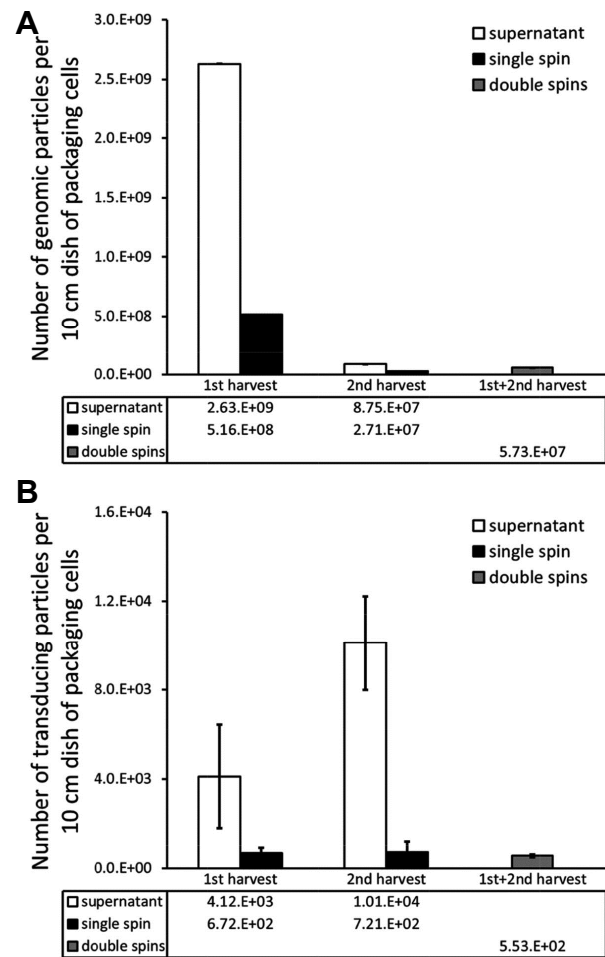 A
Number of genomic particles per
10 cm dish of packaging cells
3.0.E+09
2.5.E+09
2.0.E+09
1.5.E+09
1.0.E+09
5.0.E+08
0.0.E+00
supernatant
single spin
double spins
1st harvest 2nd harvest 1st+2nd harvest
supernatant 2.63.E+09 8.75.E+07
single spin 5.16.E+08 2.71.E+07
double spins 5.73.E+07
B
Number of transducing particles per
10 cm dish of packaging cells
1.6.E+04
1.2.E+04
8.0.E+03
4.0.E+03
0.0.E+00
supernatant
single spin
double spins
1st harvest 2nd harvest 1st+2nd harvest
supernatant 4.12.E+03 1.01.E+04
single spin 6.72.E+02 7.21.E+02
double spins 5.53.E+02